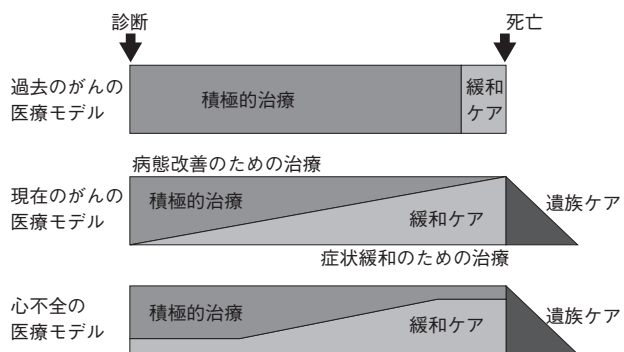 診断
死亡
過去のがんの
医療モデル
積極的治療
緩和
ケア
病態改善のための治療
現在のがんの
医療モデル
積極的治療
緩和ケア
遺族ケア
症状緩和のための治療
心不全の
医療モデル
積極的治療
緩和ケア
遺族ケア